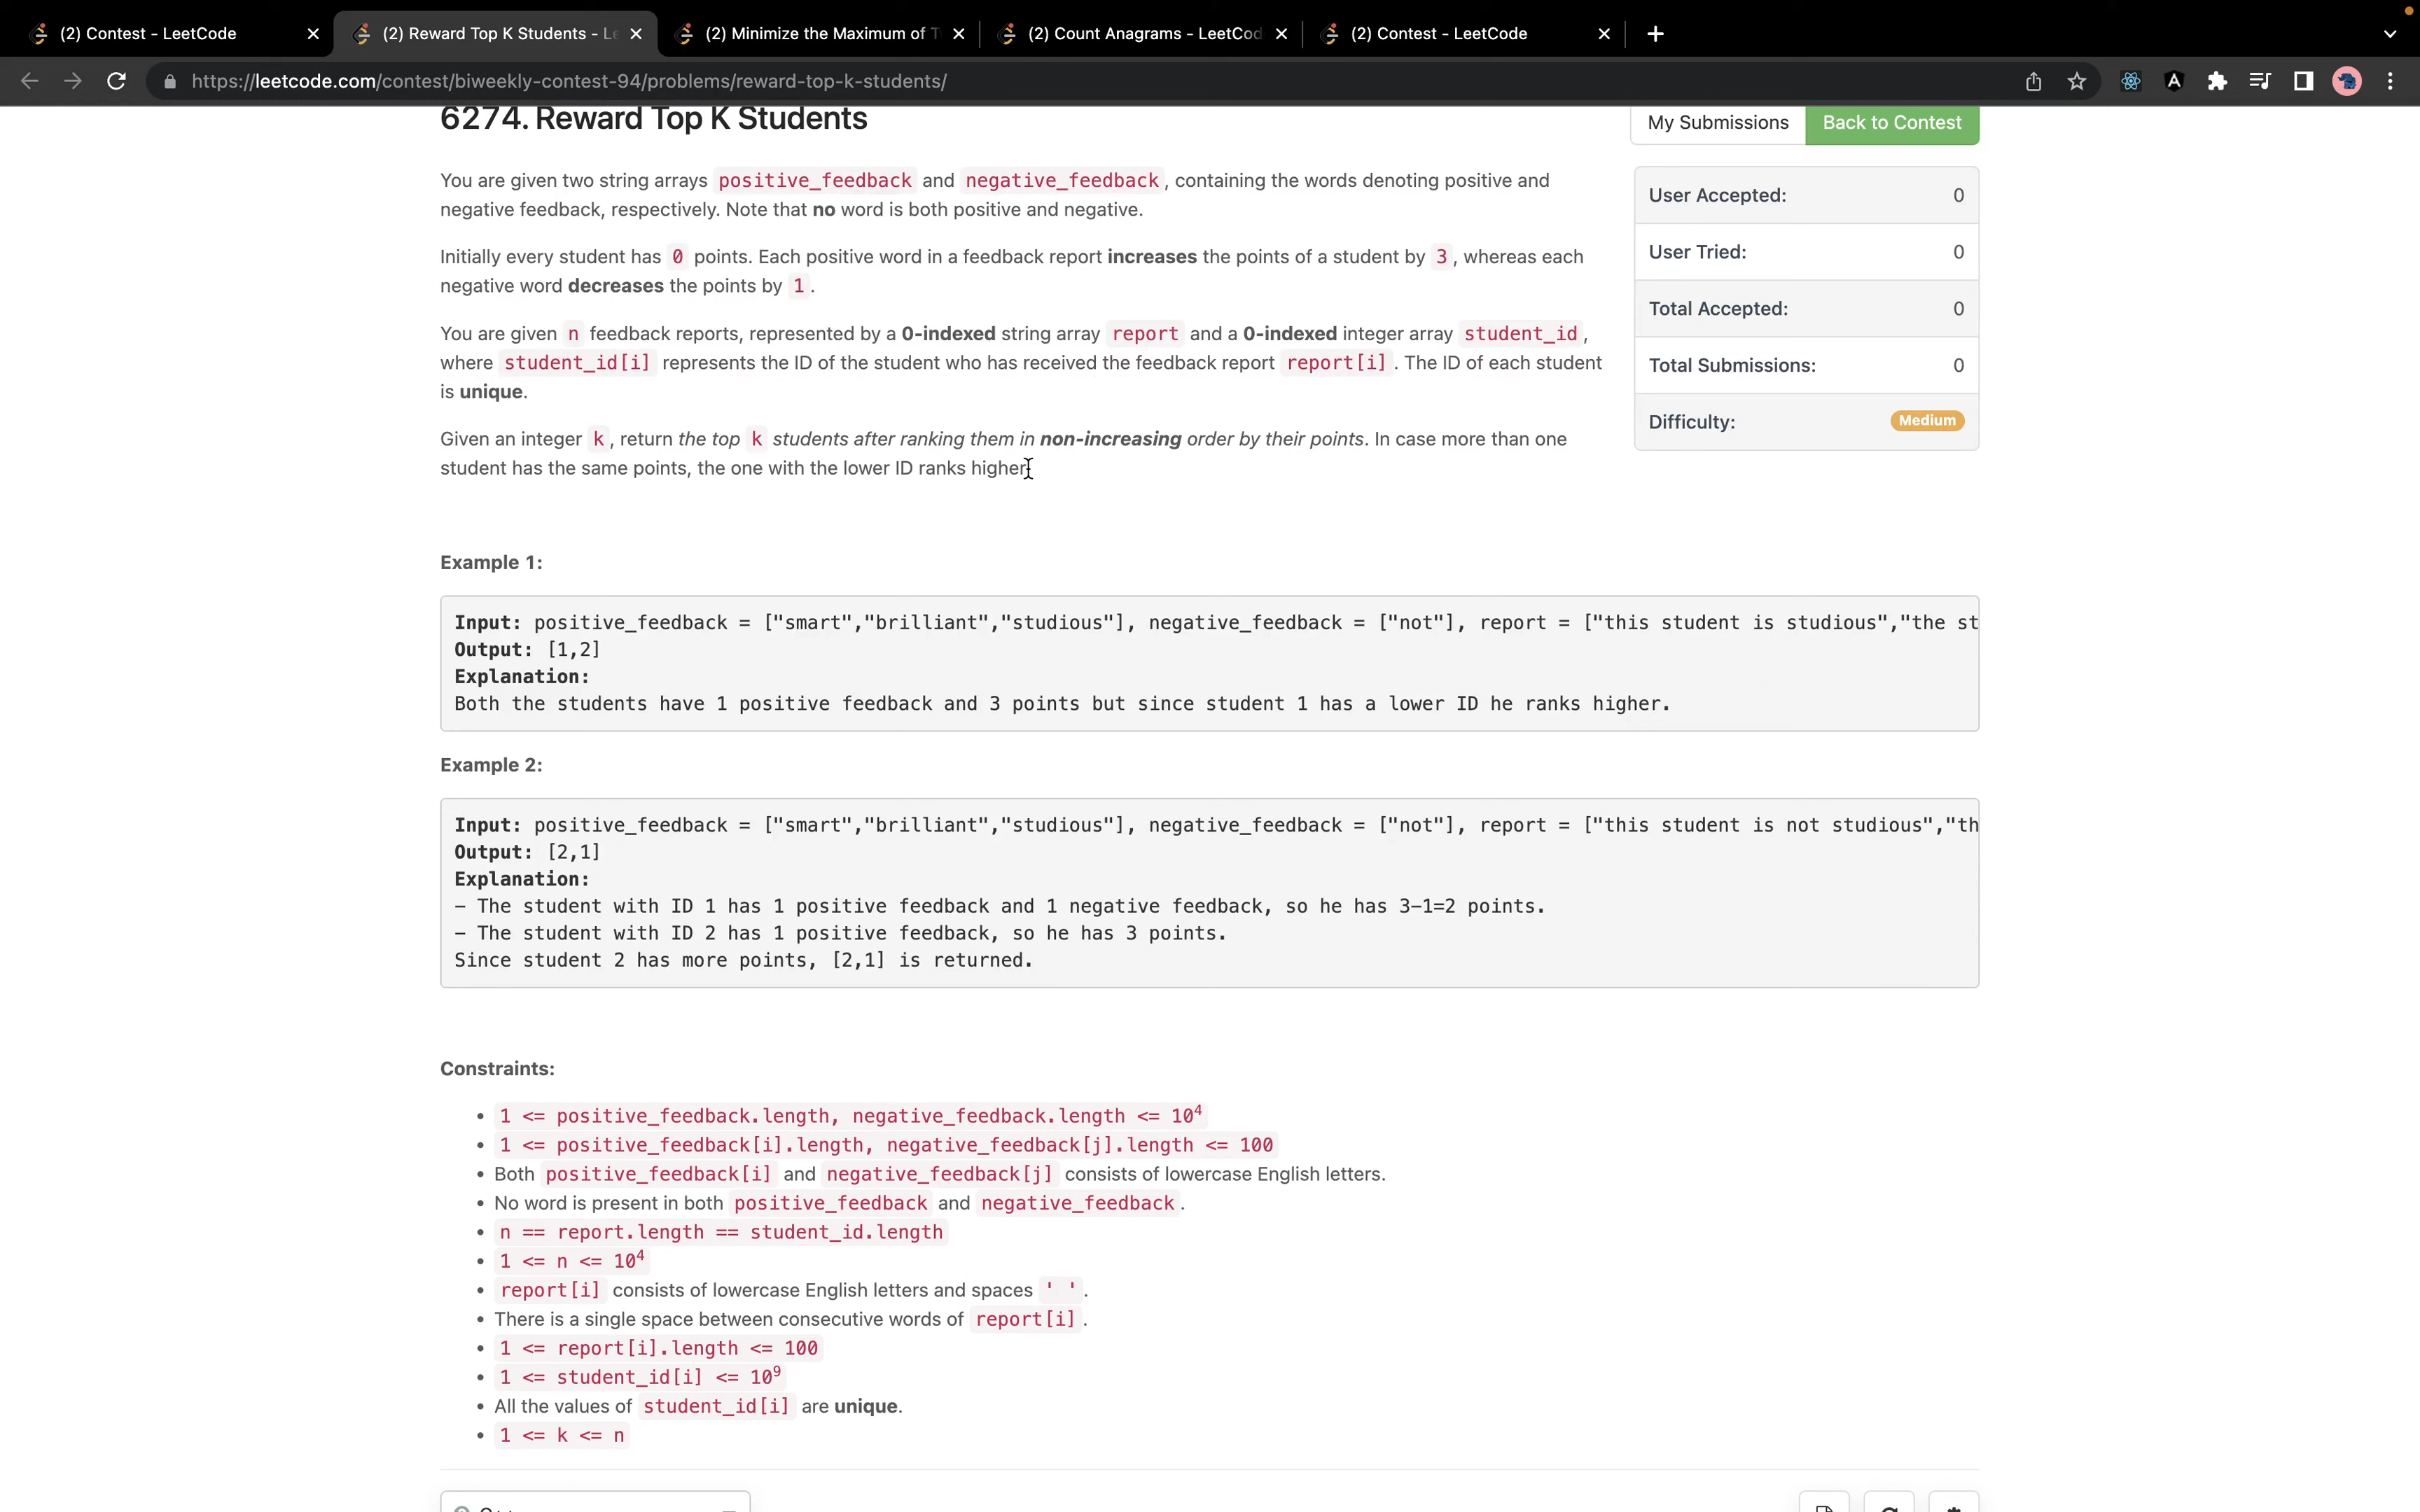 (2) Contest - LeetCode
(2) Reward Top K Students - Le
(2) Minimize the Maximum of T
(2) Count Anagrams - LeetCod
(2) Contest - LeetCode
https://leetcode.com/contest/biweekly-contest-94/problems/reward-top-k-students/
6274. Reward Top K Students
My Submissions
Back to Contest
You are given two string arrays positive_feedback and negative_feedback, containing the words denoting positive and
negative feedback, respectively. Note that no word is both positive and negative.
Initially every student has 0 points. Each positive word in a feedback report increases the points of a student by 3, whereas each
negative word decreases the points by 1.
You are given n feedback reports, represented by a 0-indexed string array report and a 0-indexed integer array student_id,
where student_id[i] represents the ID of the student who has received the feedback report report[i]. The ID of each student
is unique.
Given an integer k, return the top k students after ranking them in non-increasing order by their points. In case more than one
student has the same points, the one with the lower ID ranks higher.
User Accepted: 0
User Tried: 0
Total Accepted: 0
Total Submissions: 0
Difficulty: Medium
Example 1:
Input: positive_feedback = ["smart","brilliant","studious"], negative_feedback = ["not"], report = ["this student is studious","the st
Output: [1,2]
Explanation:
Both the students have 1 positive feedback and 3 points but since student 1 has a lower ID he ranks higher.
Example 2:
Input: positive_feedback = ["smart","brilliant","studious"], negative_feedback = ["not"], report = ["this student is not studious","th
Output: [2,1]
Explanation:
- The student with ID 1 has 1 positive feedback and 1 negative feedback, so he has 3-1=2 points.
- The student with ID 2 has 1 positive feedback, so he has 3 points.
Since student 2 has more points, [2,1] is returned.
Constraints:
• 1 <= positive_feedback.length, negative_feedback.length <= 10⁴
• 1 <= positive_feedback[i].length, negative_feedback[j].length <= 100
• Both positive_feedback[i] and negative_feedback[j] consists of lowercase English letters.
• No word is present in both positive_feedback and negative_feedback.
• n == report.length == student_id.length
• 1 <= n <= 10⁴
• report[i] consists of lowercase English letters and spaces ' '.
• There is a single space between consecutive words of report[i].
• 1 <= report[i].length <= 100
• 1 <= student_id[i] <= 10⁹
• All the values of student_id[i] are unique.
• 1 <= k <= n